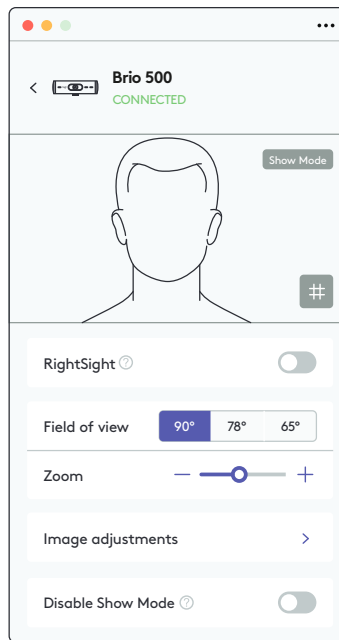 Brio 500
CONNECTED
Show Mode
RightSight
Field of view 90° 78° 65°
Zoom
Image adjustments
Disable Show Mode